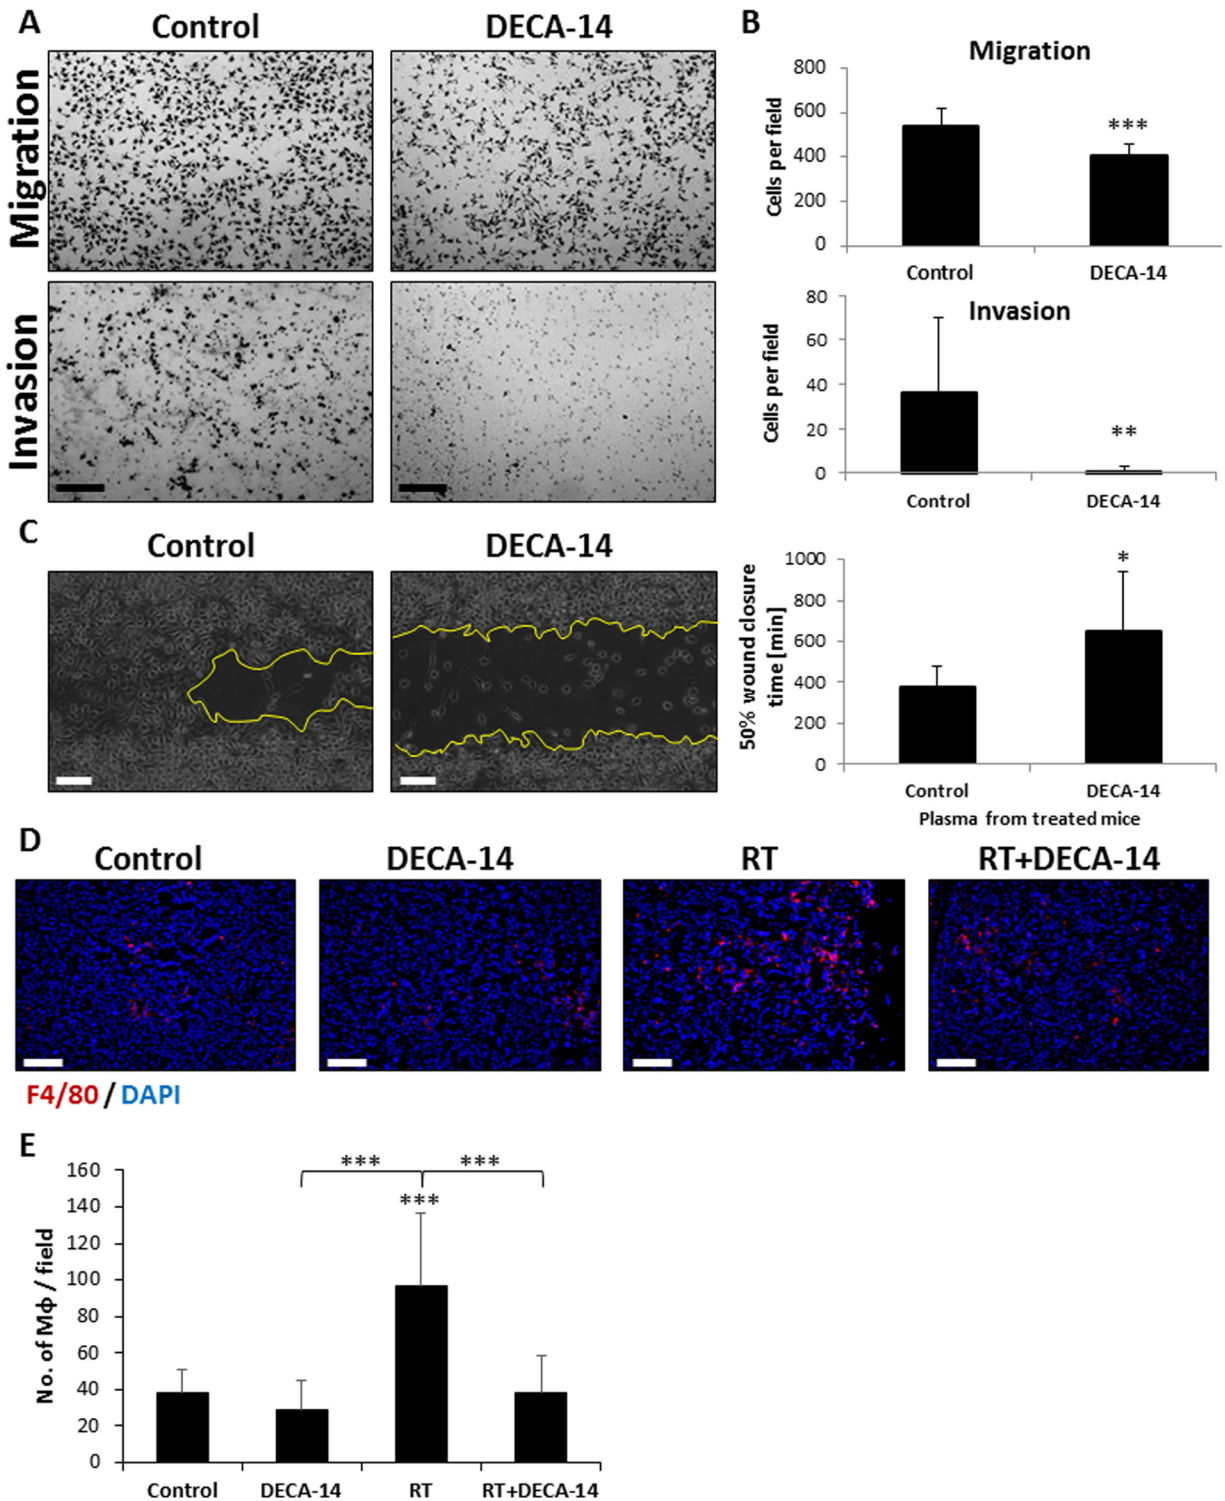 A
Control
DECA-14
B
Migration
Invasion
Migration
800
600
400
200
0
Cells per field
***
Control
DECA-14
Invasion
80
60
40
20
0
Cells per field
**
Control
DECA-14
C
Control
DECA-14
1000
800
600
400
200
0
50% wound closure
time [min]
*
Control
DECA-14
Plasma from treated mice
D
Control
DECA-14
RT
RT+DECA-14
F4/80 / DAPI
E
160
140
120
100
80
60
40
20
0
No. of Mϕ / field
***
***
***
Control
DECA-14
RT
RT+DECA-14